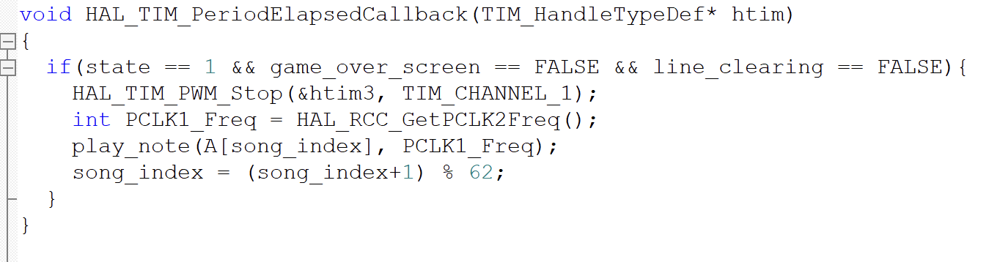 void HAL_TIM_PeriodElapsedCallback(TIM_HandleTypeDef* htim)
{
  if(state == 1 && game_over_screen == FALSE && line_clearing == FALSE){
    HAL_TIM_PWM_Stop(&htim3, TIM_CHANNEL_1);
    int PCLK1_Freq = HAL_RCC_GetPCLK2Freq();
    play_note(A[song_index], PCLK1_Freq);
    song_index = (song_index+1) % 62;
  }
}